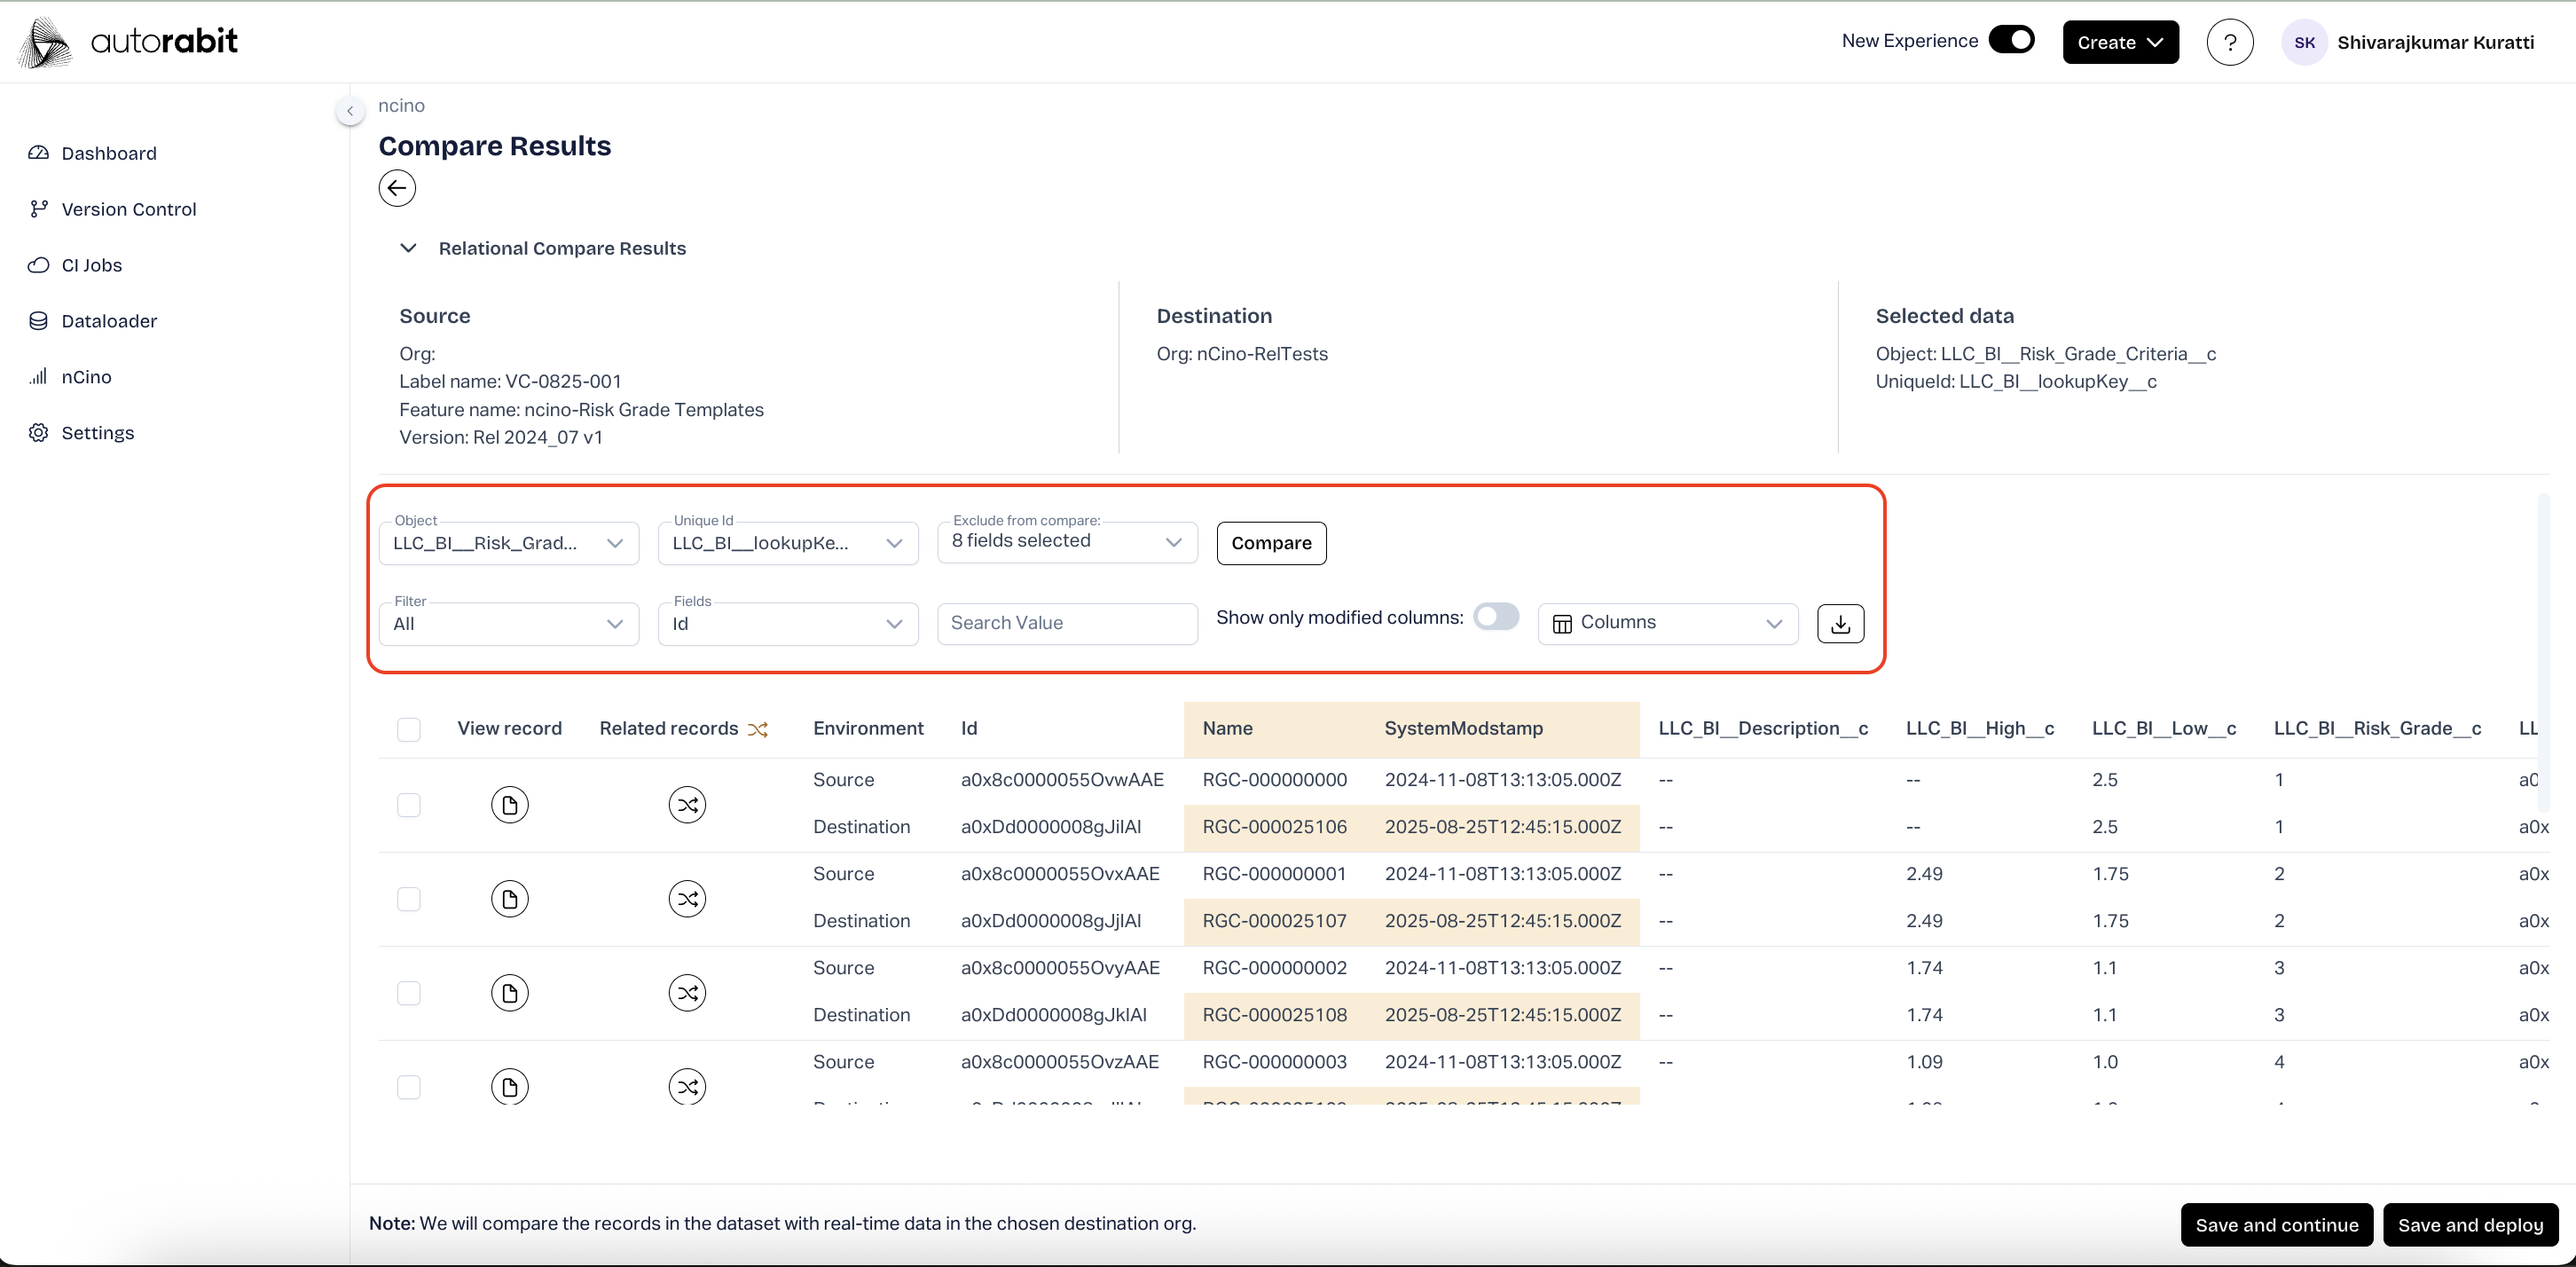 autorabit
New Experience
Create
?
SK
Shivarajkumar Kuratti
Dashboard
Version Control
CI Jobs
Dataloader
nCino
Settings
ncino
Compare Results
Relational Compare Results
Source
Org:
Label name: VC-0825-001
Feature name: ncino-Risk Grade Templates
Version: Rel 2024_07 v1
Destination
Org: nCino-RelTests
Selected data
Object: LLC_BI__Risk_Grade_Criteria__c
UniqueId: LLC_BI__lookupKey__c
Object
LLC_BI__Risk_Grad...
Unique Id
LLC_BI__lookupKe...
Exclude from compare:
8 fields selected
Compare
Filter
All
Fields
Id
Search Value
Show only modified columns:
Columns
View record Related records Environment Id Name SystemModstamp LLC_BI__Description__c LLC_BI__High__c LLC_BI__Low__c LLC_BI__Risk_Grade__c LL
Source a0x8c0000055OvwAAE RGC-000000000 2024-11-08T13:13:05.000Z -- -- 2.5 1 a0
Destination a0xDd0000008gJiIAI RGC-000025106 2025-08-25T12:45:15.000Z -- -- 2.5 1 a0x
Source a0x8c0000055OvxAAE RGC-000000001 2024-11-08T13:13:05.000Z -- 2.49 1.75 2 a0x
Destination a0xDd0000008gJjIAI RGC-000025107 2025-08-25T12:45:15.000Z -- 2.49 1.75 2 a0x
Source a0x8c0000055OvyAAE RGC-000000002 2024-11-08T13:13:05.000Z -- 1.74 1.1 3 a0x
Destination a0xDd0000008gJkIAI RGC-000025108 2025-08-25T12:45:15.000Z -- 1.74 1.1 3 a0x
Source a0x8c0000055OvzAAE RGC-000000003 2024-11-08T13:13:05.000Z -- 1.09 1.0 4 a0x
Note: We will compare the records in the dataset with real-time data in the chosen destination org.
Save and continue
Save and deploy